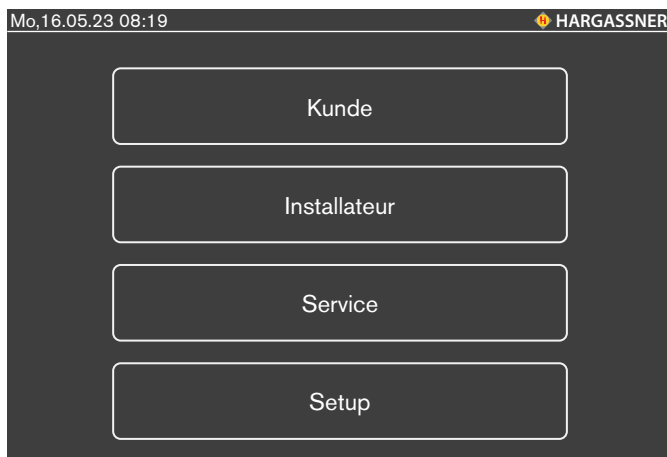 Mo,16.05.23 08:19
H HARGASSNER
Kunde
Installateur
Service
Setup